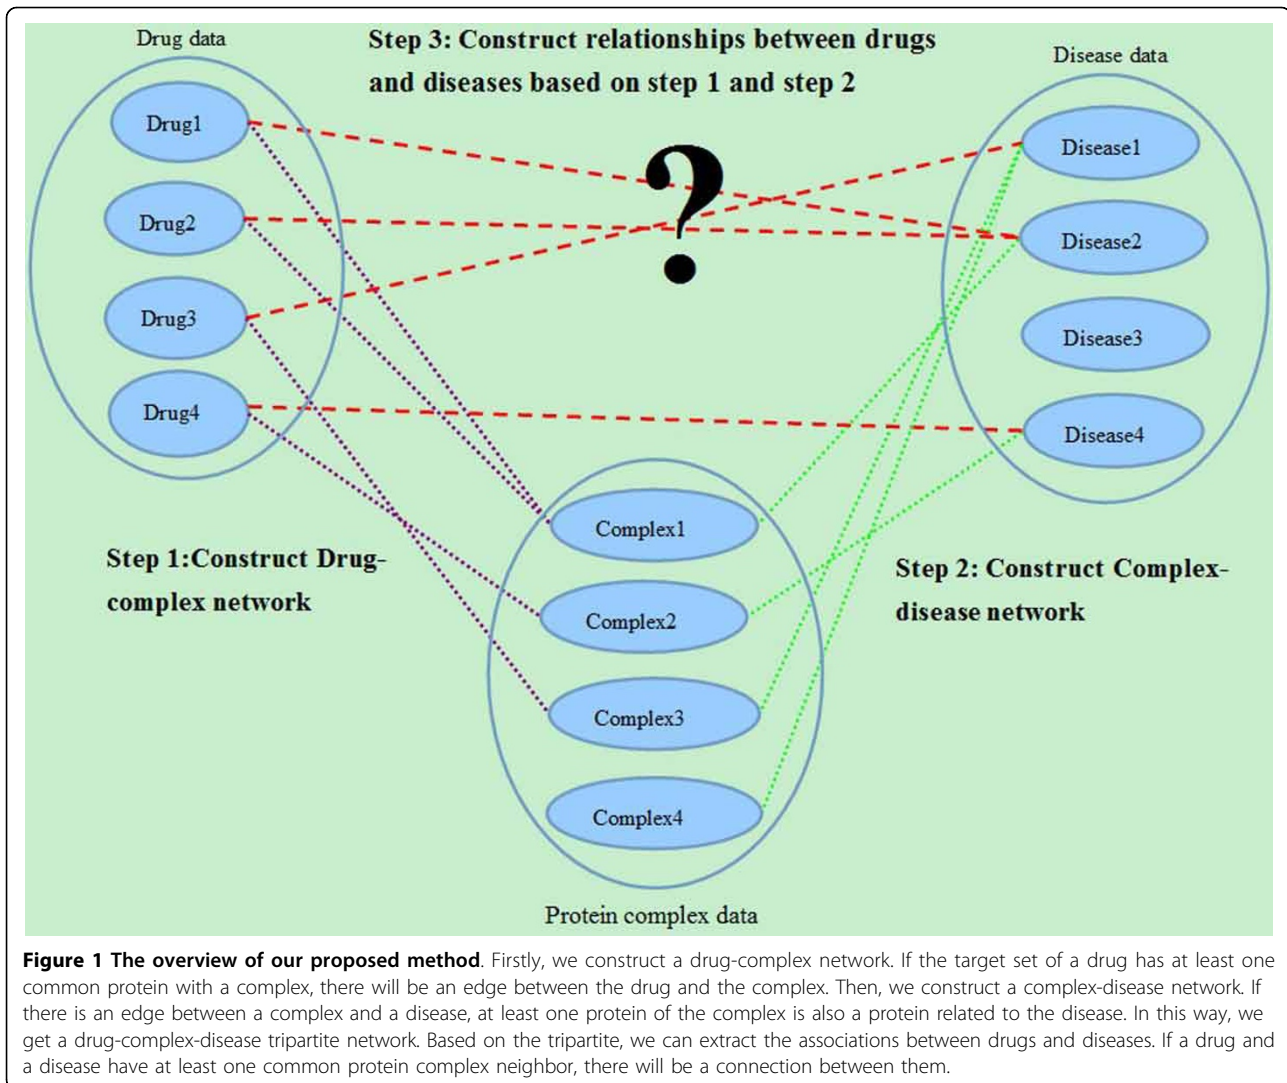 Drug data
Step 3: Construct relationships between drugs
and diseases based on step 1 and step 2
Disease data
Drug1
Drug2
Drug3
Drug4
?
Disease1
Disease2
Disease3
Disease4
Step 1:Construct Drug-
complex network
Complex1
Complex2
Complex3
Complex4
Step 2: Construct Complex-
disease network
Protein complex data
Figure 1 The overview of our proposed method. Firstly, we construct a drug-complex network. If the target set of a drug has at least one
common protein with a complex, there will be an edge between the drug and the complex. Then, we construct a complex-disease network. If
there is an edge between a complex and a disease, at least one protein of the complex is also a protein related to the disease. In this way, we
get a drug-complex-disease tripartite network. Based on the tripartite, we can extract the associations between drugs and diseases. If a drug and
a disease have at least one common protein complex neighbor, there will be a connection between them.